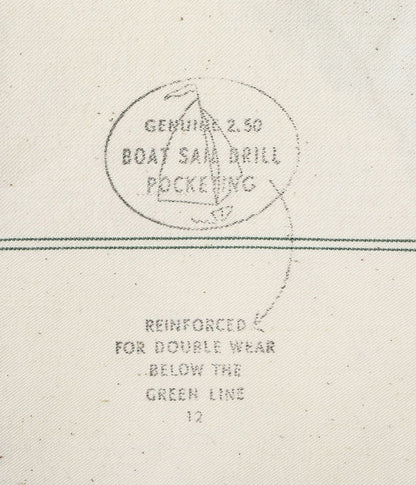 GENUINE 2.50
BOAT SAIL DRILL
POCKETING
REINFORCED
FOR DOUBLE WEAR
BELOW THE
GREEN LINE
12